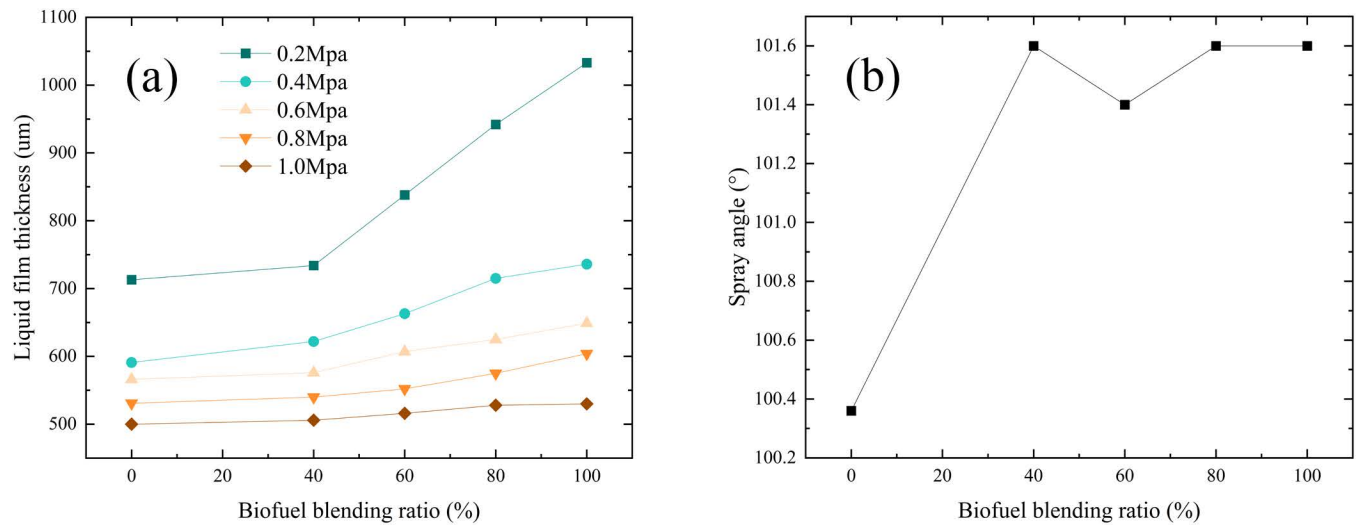 (a)
0.2Mpa
0.4Mpa
0.6Mpa
0.8Mpa
1.0Mpa
Liquid film thickness (um)
1100
1000
900
800
700
600
500
0 20 40 60 80 100
Biofuel blending ratio (%)
(b)
Spray angle (°)
101.6
101.4
101.2
101.0
100.8
100.6
100.4
100.2
0 20 40 60 80 100
Biofuel blending ratio (%)